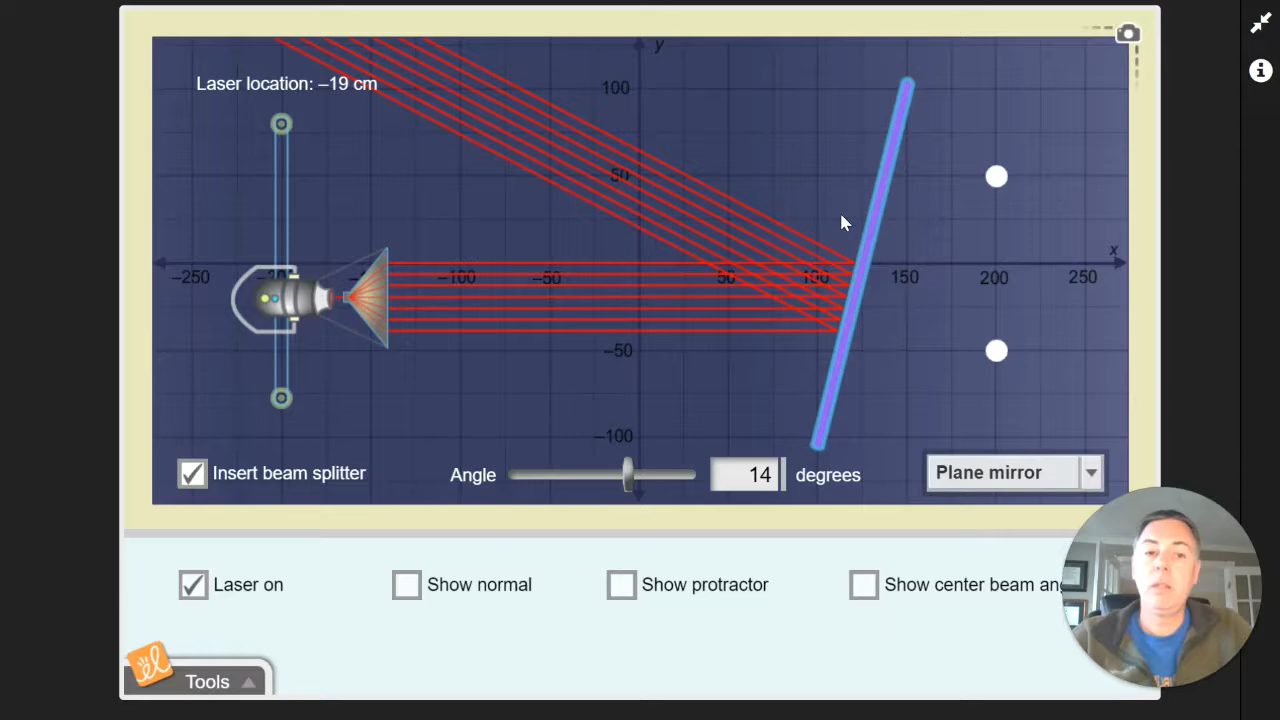 y
Laser location: –19 cm
100
50
x
–250
–100
–50
50
100
150
200
250
–50
–100
Insert beam splitter
Angle
14
degrees
Plane mirror
Laser on
Show normal
Show protractor
Show center beam
Tools